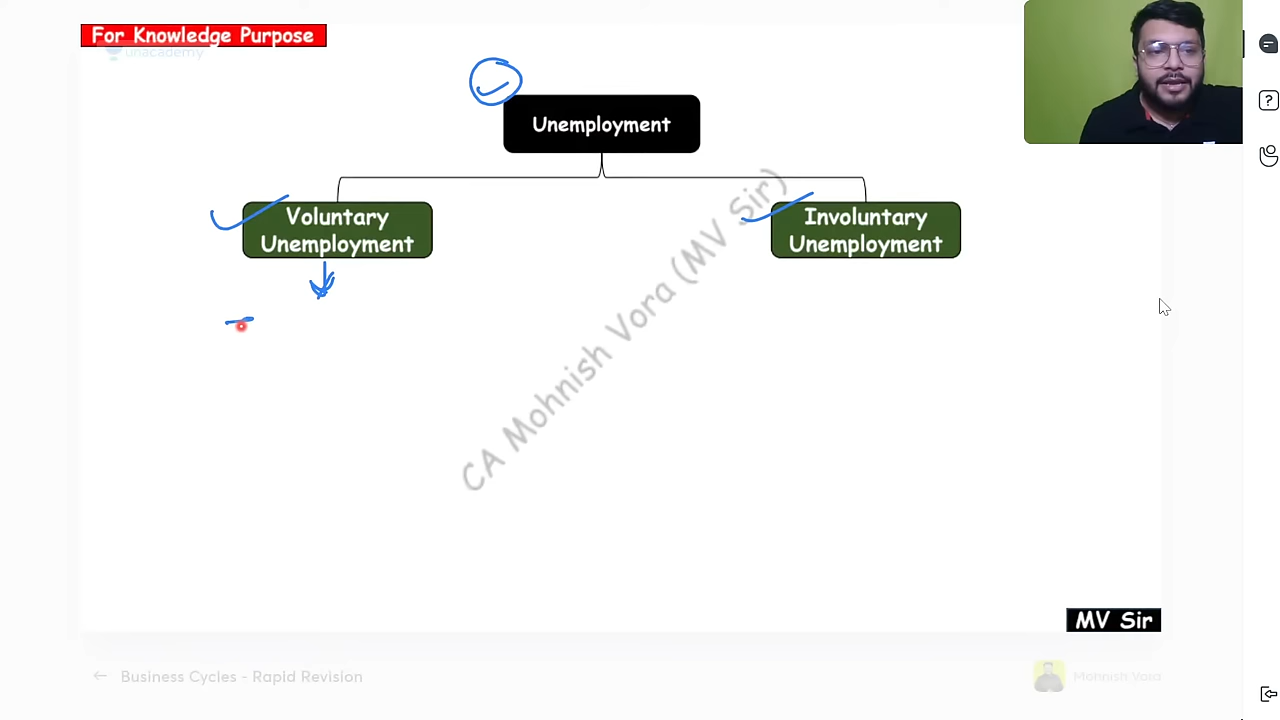 For Knowledge Purpose
unacademy
Unemployment
Voluntary
Unemployment
Involuntary
Unemployment
CA Mohnish Vora (MV Sir)
?
MV Sir
Business Cycles - Rapid Revision
Mohnish Vora